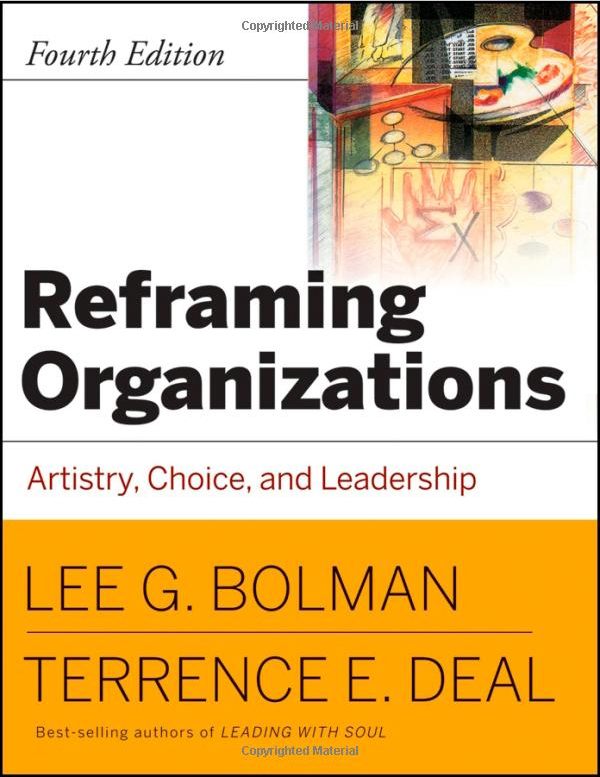 Copyrighted Material
Fourth Edition
Reframing
Organizations
Artistry, Choice, and Leadership
LEE G. BOLMAN
TERRENCE E. DEAL
Best-selling authors of LEADING WITH SOUL
Copyrighted Material